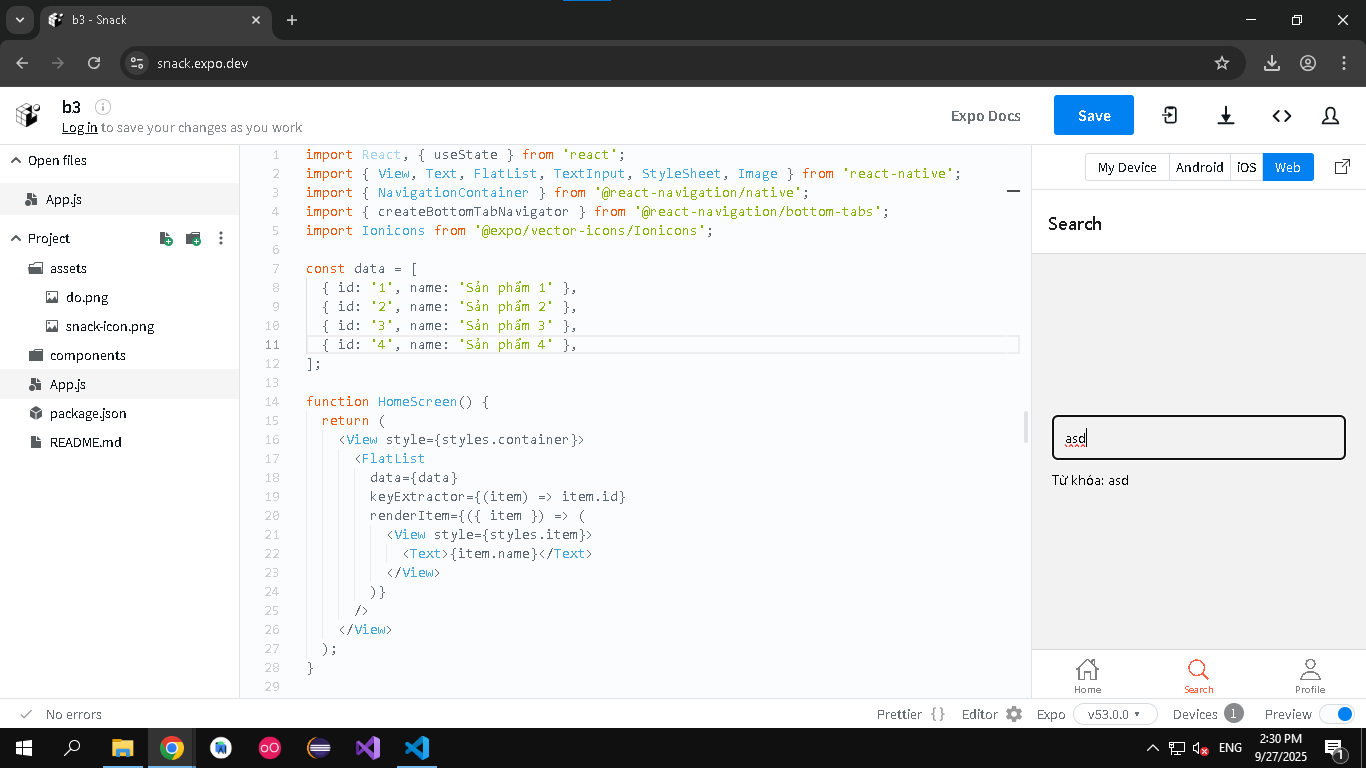 b3 - Snack
snack.expo.dev
b3
Log in to save your changes as you work
Expo Docs
Save
Open files
App.js
Project
assets
do.png
snack-icon.png
components
App.js
package.json
README.md
1 import React, { useState } from 'react';
2 import { View, Text, FlatList, TextInput, StyleSheet, Image } from 'react-native';
3 import { NavigationContainer } from '@react-navigation/native';
4 import { createBottomTabNavigator } from '@react-navigation/bottom-tabs';
5 import Ionicons from '@expo/vector-icons/Ionicons';
6
7 const data = [
8 { id: '1', name: 'Sản phẩm 1' },
9 { id: '2', name: 'Sản phẩm 2' },
10 { id: '3', name: 'Sản phẩm 3' },
11 { id: '4', name: 'Sản phẩm 4' },
12 ];
13
14 function HomeScreen() {
15 return (
16 <View style={styles.container}>
17 <FlatList
18 data={data}
19 keyExtractor={(item) => item.id}
20 renderItem={({ item }) => (
21 <View style={styles.item}>
22 <Text>{item.name}</Text>
23 </View>
24 )}
25 />
26 </View>
27 );
28 }
29
My Device Android iOS Web
Search
asd
Từ khóa: asd
Home Search Profile
No errors
Prettier {} Editor Expo v53.0.0 Devices 1 Preview
ENG
2:30 PM
9/27/2025
1